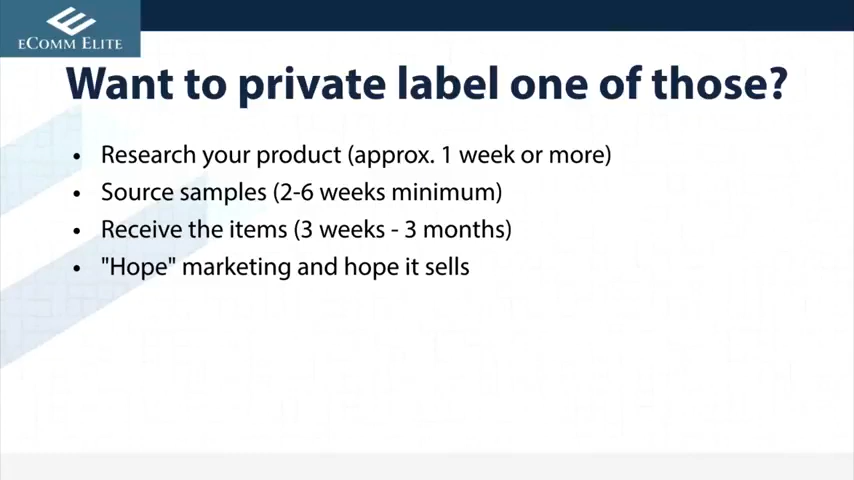 eComm Elite
Want to private label one of those?
• Research your product (approx. 1 week or more)
• Source samples (2-6 weeks minimum)
• Receive the items (3 weeks - 3 months)
• "Hope" marketing and hope it sells